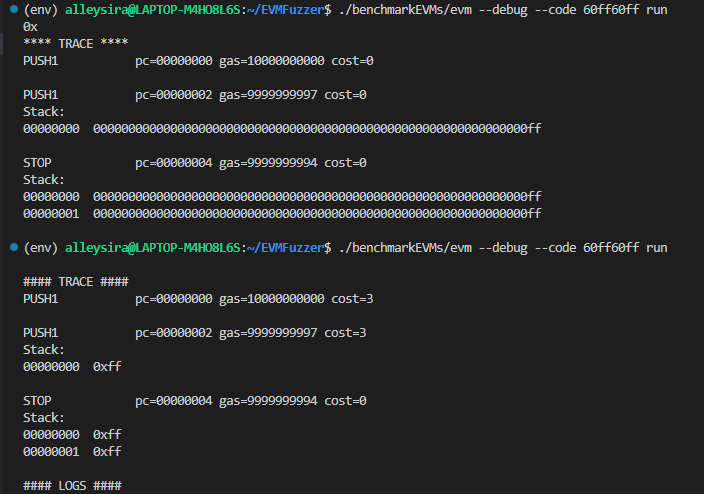 (env) alleysira@LAPTOP-M4HO8L6S:~/EVMFuzzer$ ./benchmarkEVMs/evm --debug --code 60ff60ff run
0x
**** TRACE ****
PUSH1 pc=00000000 gas=10000000000 cost=0
PUSH1 pc=00000002 gas=9999999997 cost=0
Stack:
00000000 00000000000000000000000000000000000000000000000000000000000000ff
STOP pc=00000004 gas=9999999994 cost=0
Stack:
00000000 00000000000000000000000000000000000000000000000000000000000000ff
00000001 00000000000000000000000000000000000000000000000000000000000000ff
(env) alleysira@LAPTOP-M4HO8L6S:~/EVMFuzzer$ ./benchmarkEVMs/evm --debug --code 60ff60ff run
#### TRACE ####
PUSH1 pc=00000000 gas=10000000000 cost=3
PUSH1 pc=00000002 gas=9999999997 cost=3
Stack:
00000000 0xff
STOP pc=00000004 gas=9999999994 cost=0
Stack:
00000000 0xff
00000001 0xff
#### LOGS ####